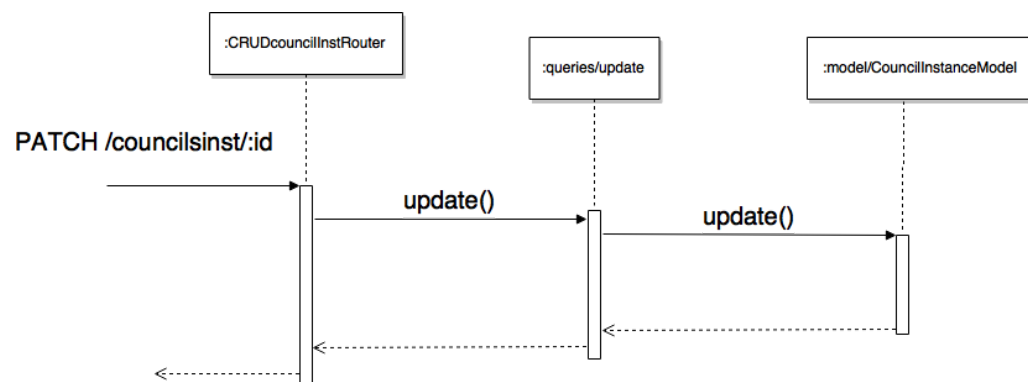 :CRUDcouncilInstRouter
:queries/update
:model/CouncilInstanceModel
PATCH /councilsinst/:id
update()
update()